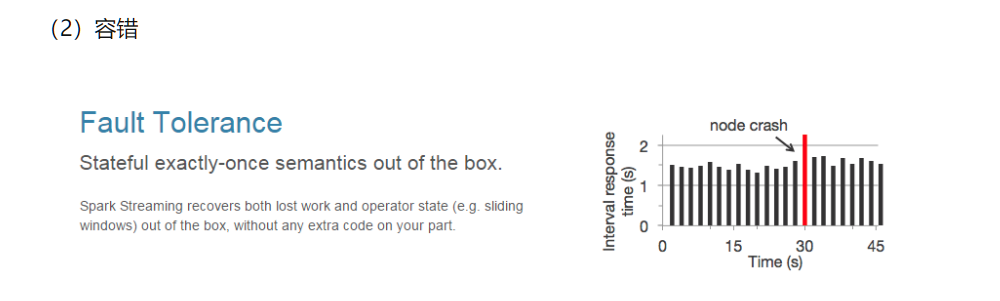 （2）容错
Fault Tolerance
Stateful exactly-once semantics out of the box.
Spark Streaming recovers both lost work and operator state (e.g. sliding
windows) out of the box, without any extra code on your part.
node crash
Interval response
time (s)
2
1
0
0 15 30 45
Time (s)